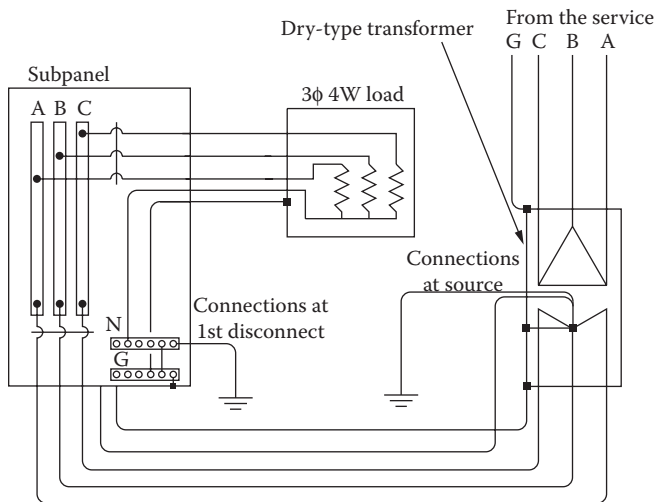 From the service
G C B A
Dry-type transformer
Subpanel
A B C
3ϕ 4W load
Connections
at source
Connections at
1st disconnect
N
G